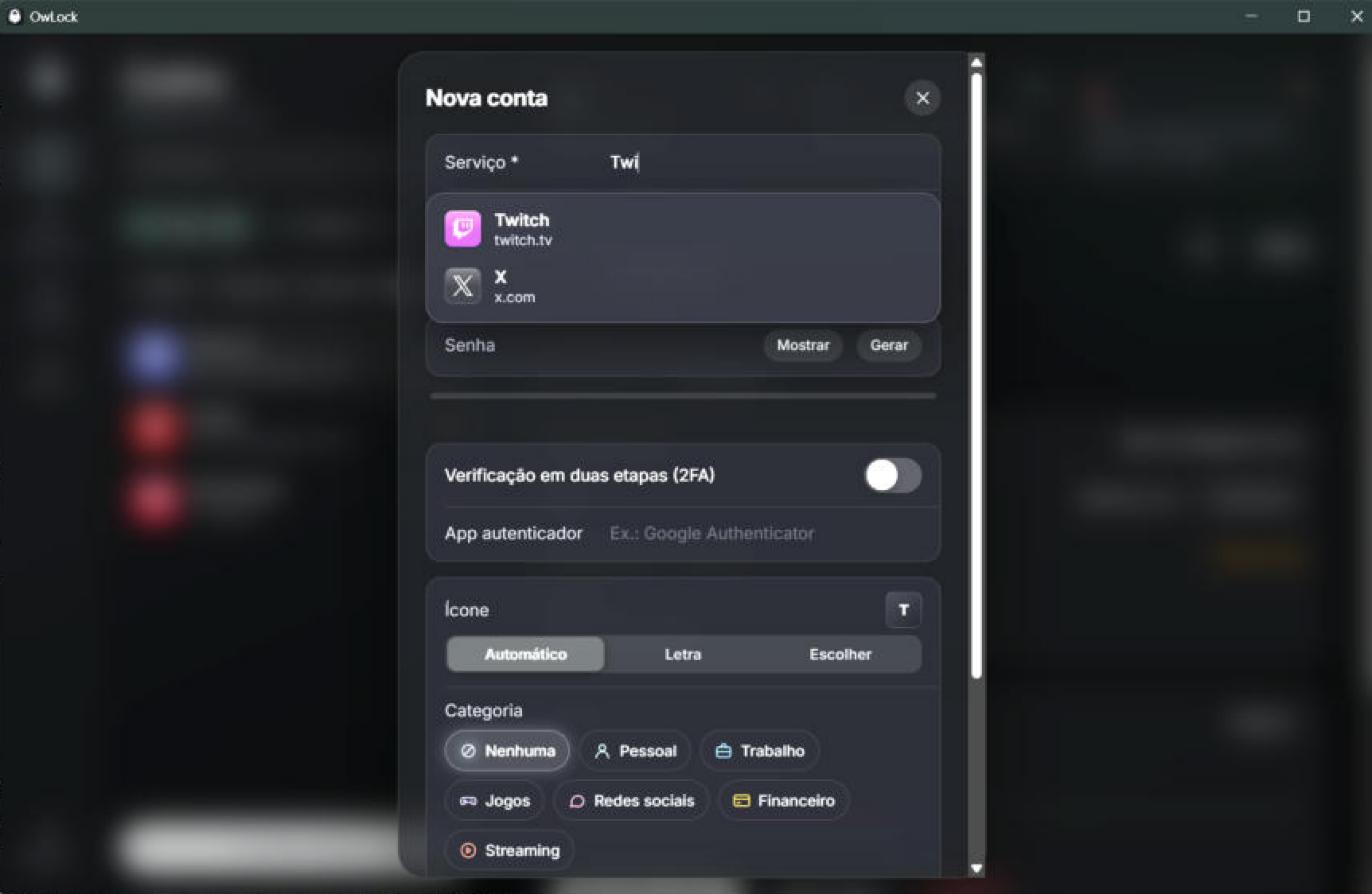 OwLock
Nova conta
Serviço * Twi
Twitch
twitch.tv
X
x.com
Senha Mostrar Gerar
Verificação em duas etapas (2FA)
App autenticador Ex.: Google Authenticator
Ícone T
Automático Letra Escolher
Categoria
Nenhuma Pessoal Trabalho
Jogos Redes sociais Financeiro
Streaming